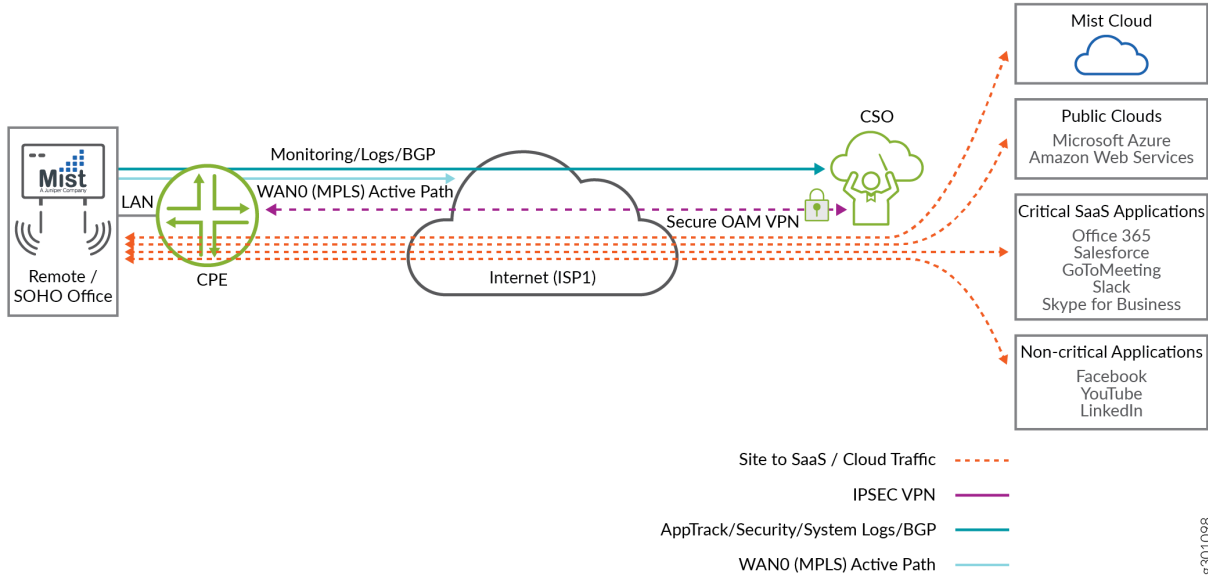 Mist Cloud
Public Clouds
Microsoft Azure
Amazon Web Services
CSO
Monitoring/Logs/BGP
Mist
A Juniper Company
WAN0 (MPLS) Active Path
LAN
Secure OAM VPN
Critical SaaS Applications
Office 365
Salesforce
GoToMeeting
Slack
Skype for Business
Remote /
SOHO Office
CPE
Internet (ISP1)
Non-critical Applications
Facebook
YouTube
LinkedIn
Site to SaaS / Cloud Traffic
IPSEC VPN
AppTrack/Security/System Logs/BGP
WAN0 (MPLS) Active Path
g301098